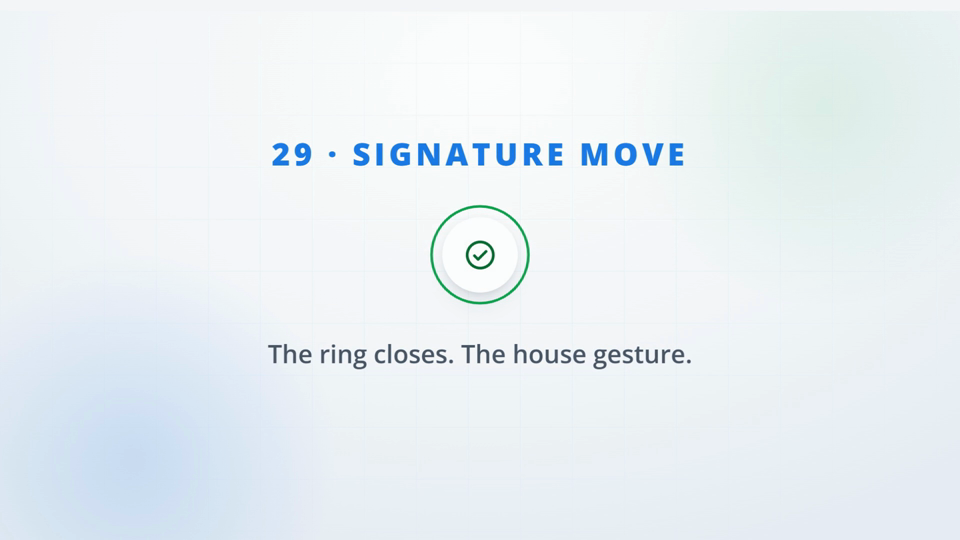 29 · SIGNATURE MOVE
The ring closes. The house gesture.